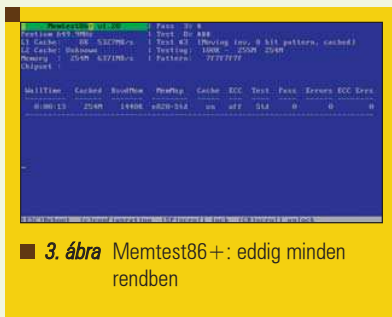 Pass 3%
Pentium 649.9MHz | Test 0%
L1 Cache: 8K 5327MB/s | Test #3 [Moving inv, 8 bit pattern, cached]
L2 Cache: Unknown | Testing: 100K - 255M 254M
Memory : 254M 6371MB/s | Pattern: 7f7f7f7f
Chipset :
WallTime Cached RsvdMem MemMap Cache ECC Test Pass Errors ECC Errs
0:00:13 254M 1440K e820-Std on off Std 0 0 0
■ 3. ábra Memtest86+: eddig minden
rendben